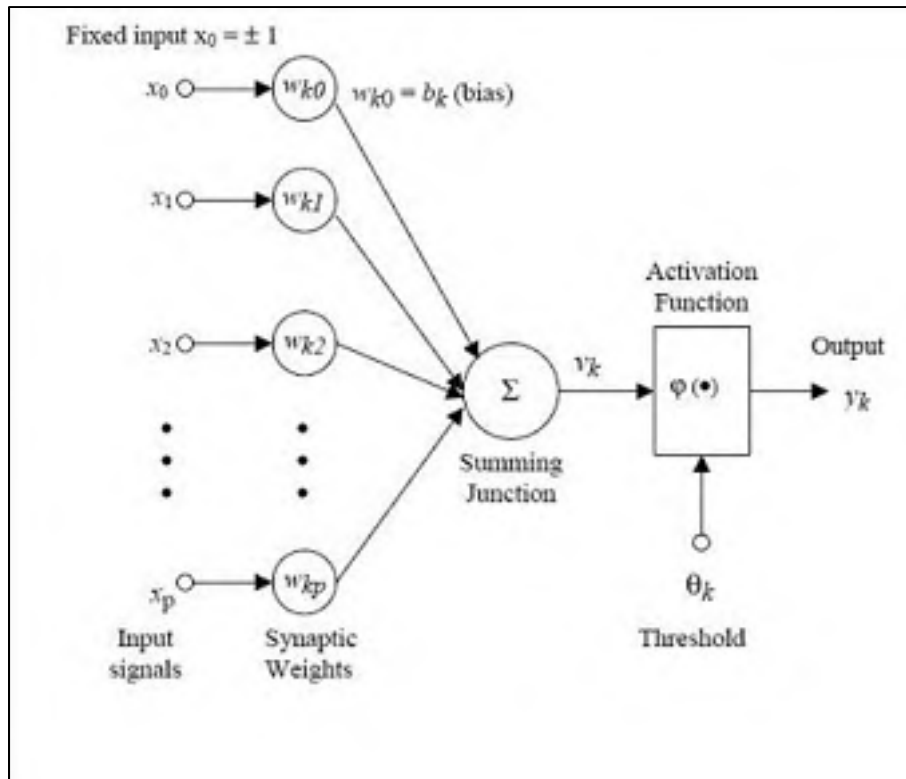 Fixed input x₀ = ± 1
x₀ wₖ₀ wₖ₀ = bₖ (bias)
x₁ wₖ₁
x₂ wₖ₂
xₚ wₖₚ
Input signals
Synaptic Weights
Σ
Summing Junction
vₖ
Activation Function
φ (•)
θₖ
Threshold
Output
yₖ